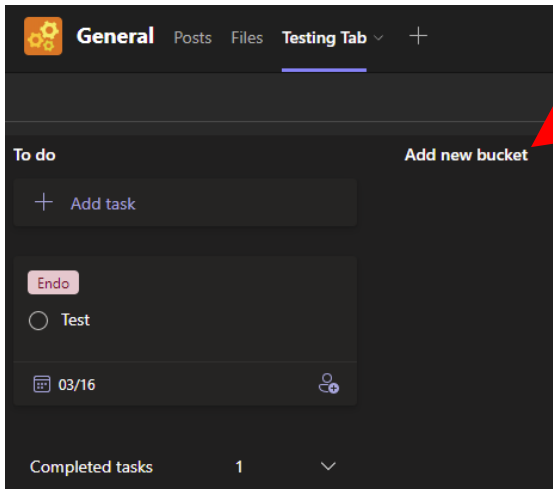 General Posts Files Testing Tab
To do
Add new bucket
Add task
Endo
Test
03/16
Completed tasks 1